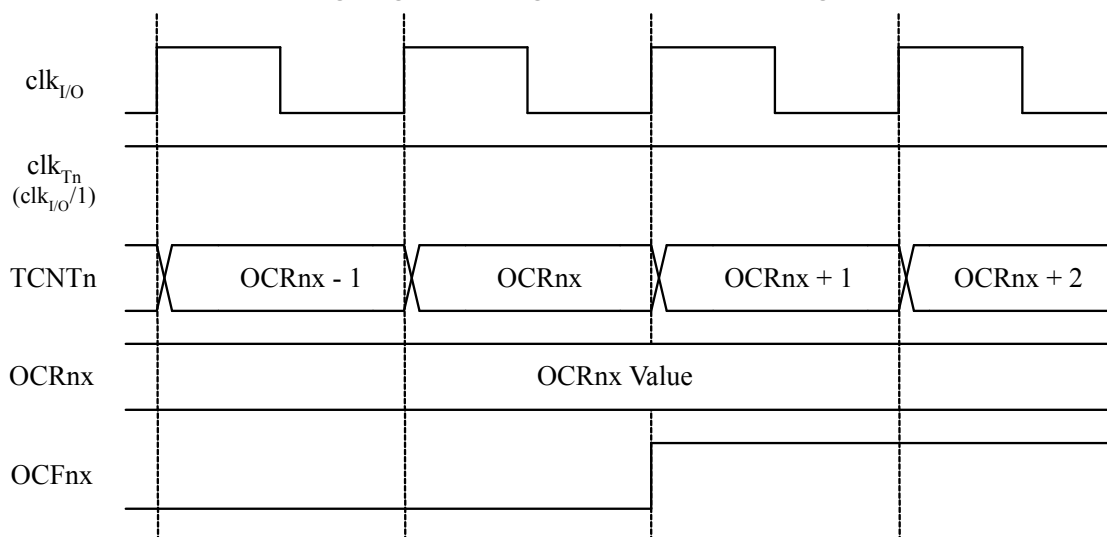 clkI/O
clkTn
(clkI/O/1)
TCNTn
OCRnx - 1
OCRnx
OCRnx + 1
OCRnx + 2
OCRnx
OCRnx Value
OCFnx